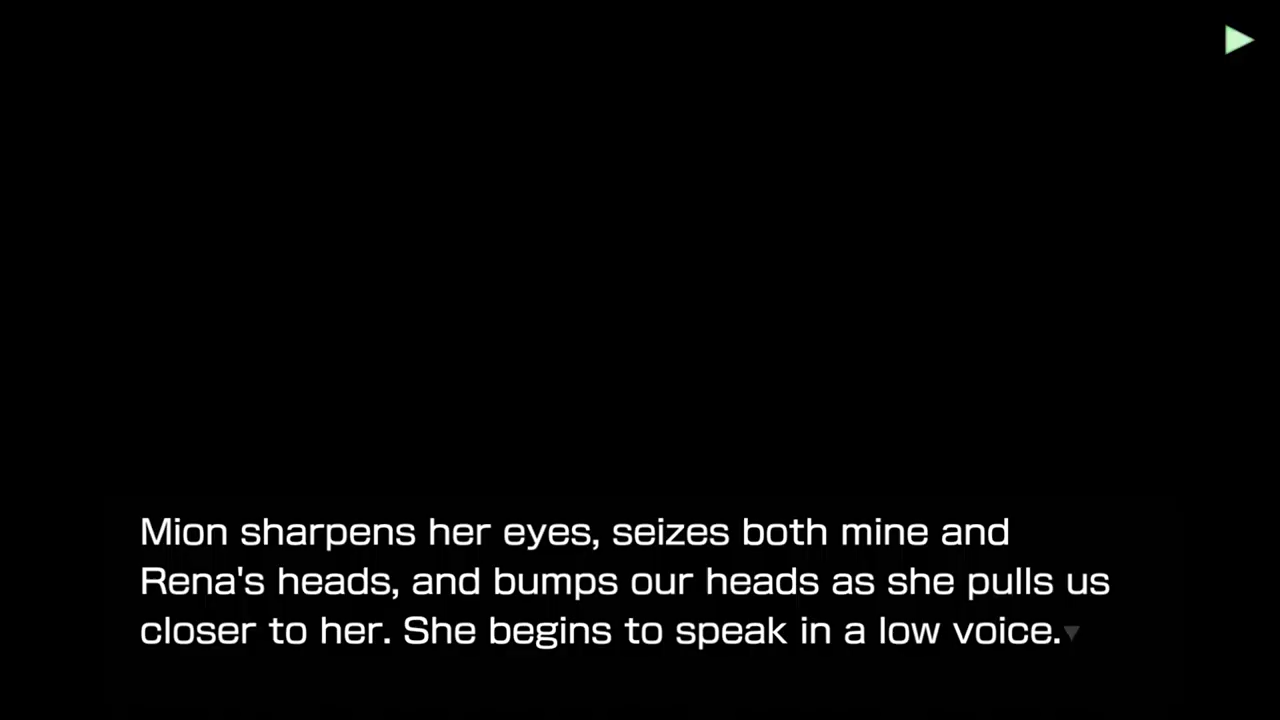 Mion sharpens her eyes, seizes both mine and
Rena's heads, and bumps our heads as she pulls us
closer to her. She begins to speak in a low voice.